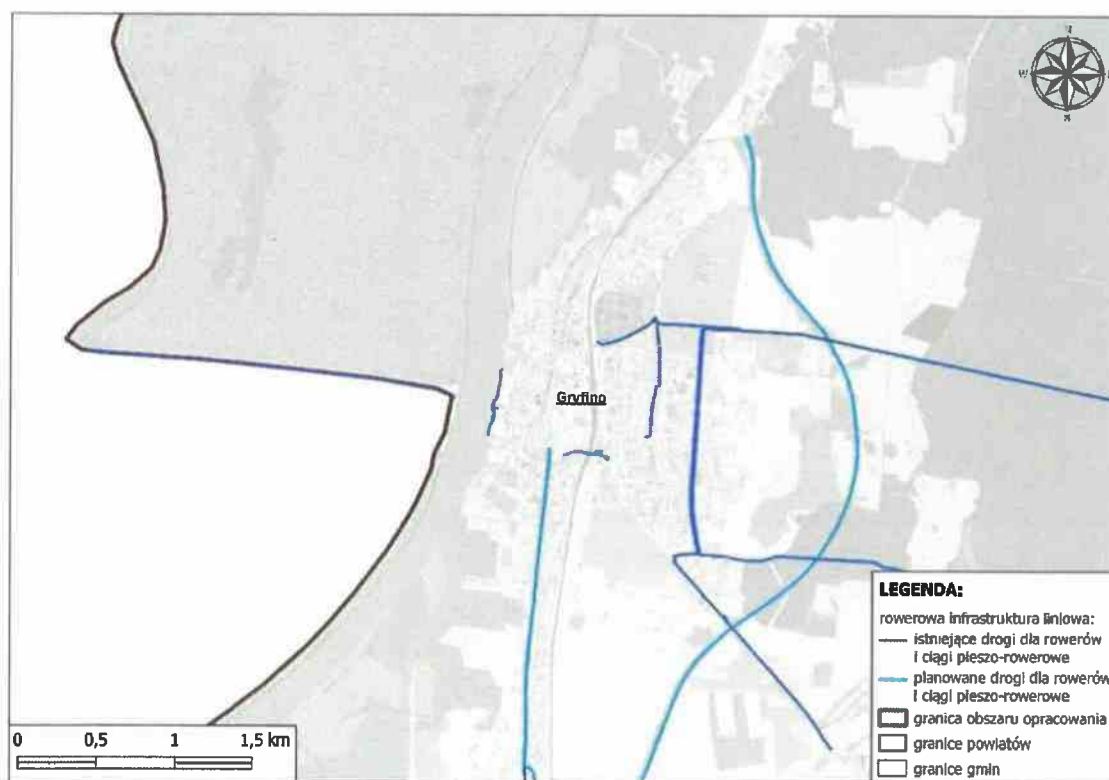 W
Gryfino
LEGENDA:
rowerowa infrastruktura liniowa:
istniejące drogi dla rowerów
i ciągi pieszo-rowerowe
planowane drogi dla rowerów
i ciągi pieszo-rowerowe
granica obszaru opracowania
granice powiatów
granice gmin
0 0,5 1 1,5 km